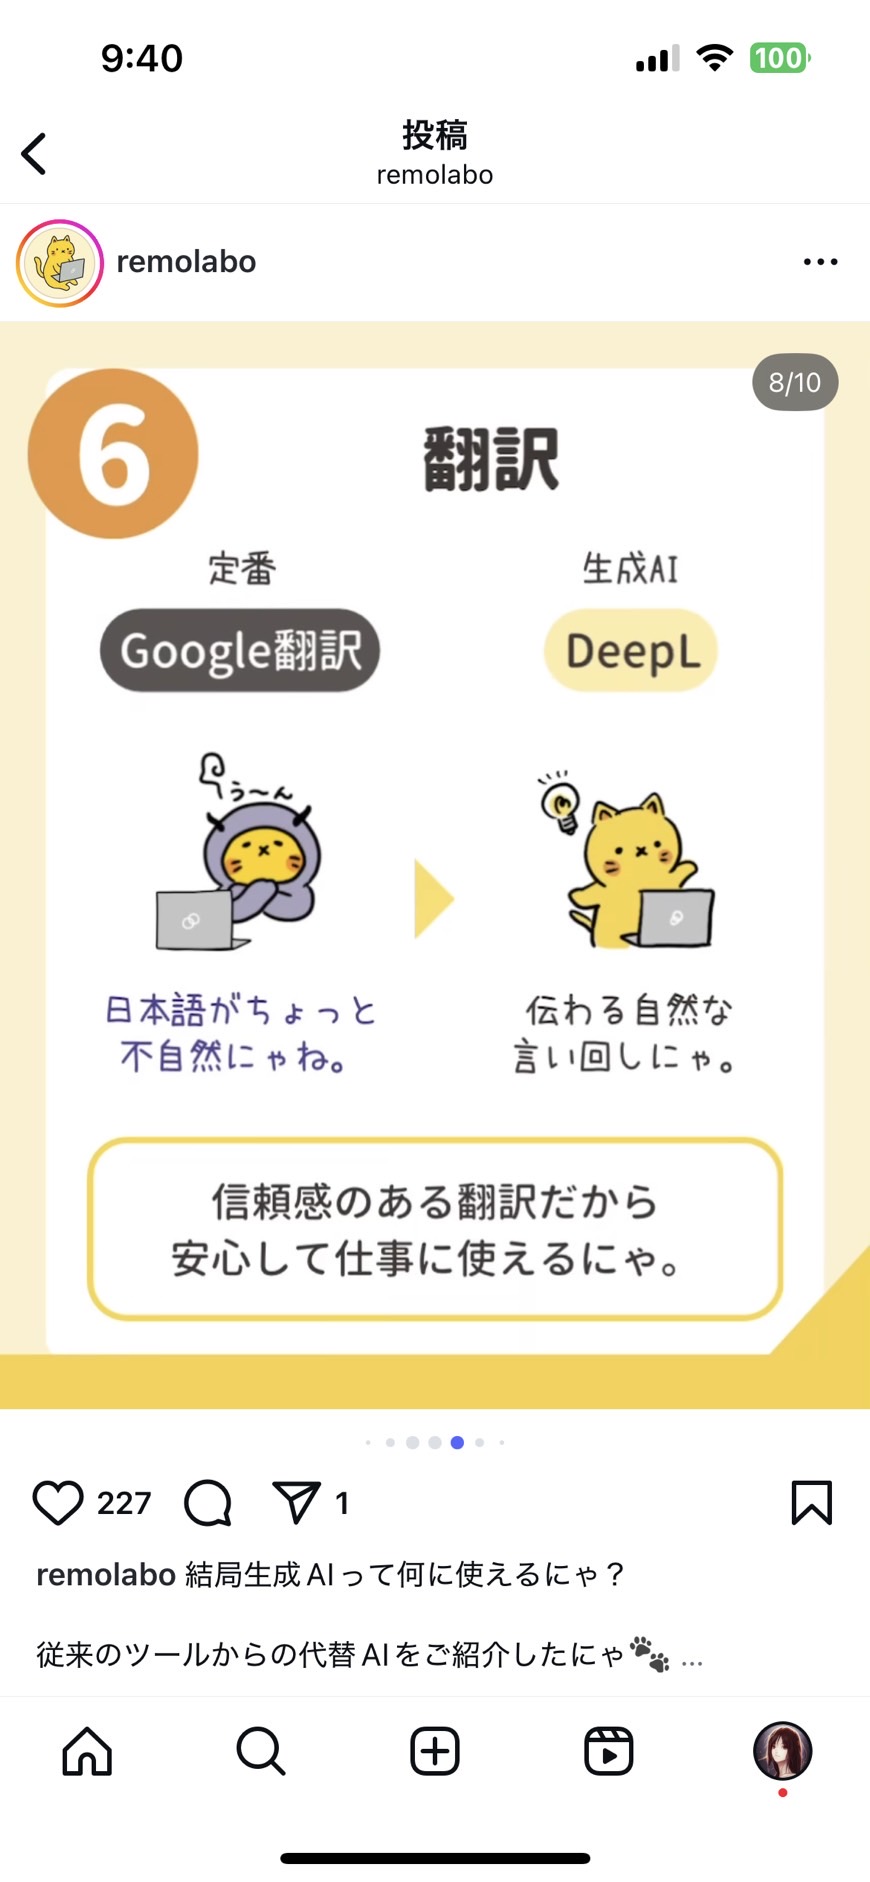 9:40
100
投稿
remolabo
remolabo
8/10
6
翻訳
定番
生成AI
Google翻訳
DeepL
う〜ん
日本語がちょっと
不自然にゃね。
伝わる自然な
言い回しにゃ。
信頼感のある翻訳だから
安心して仕事に使えるにゃ。
227
1
remolabo 結局生成AIって何に使えるにゃ？
従来のツールからの代替AIをご紹介したにゃ🐾 ...